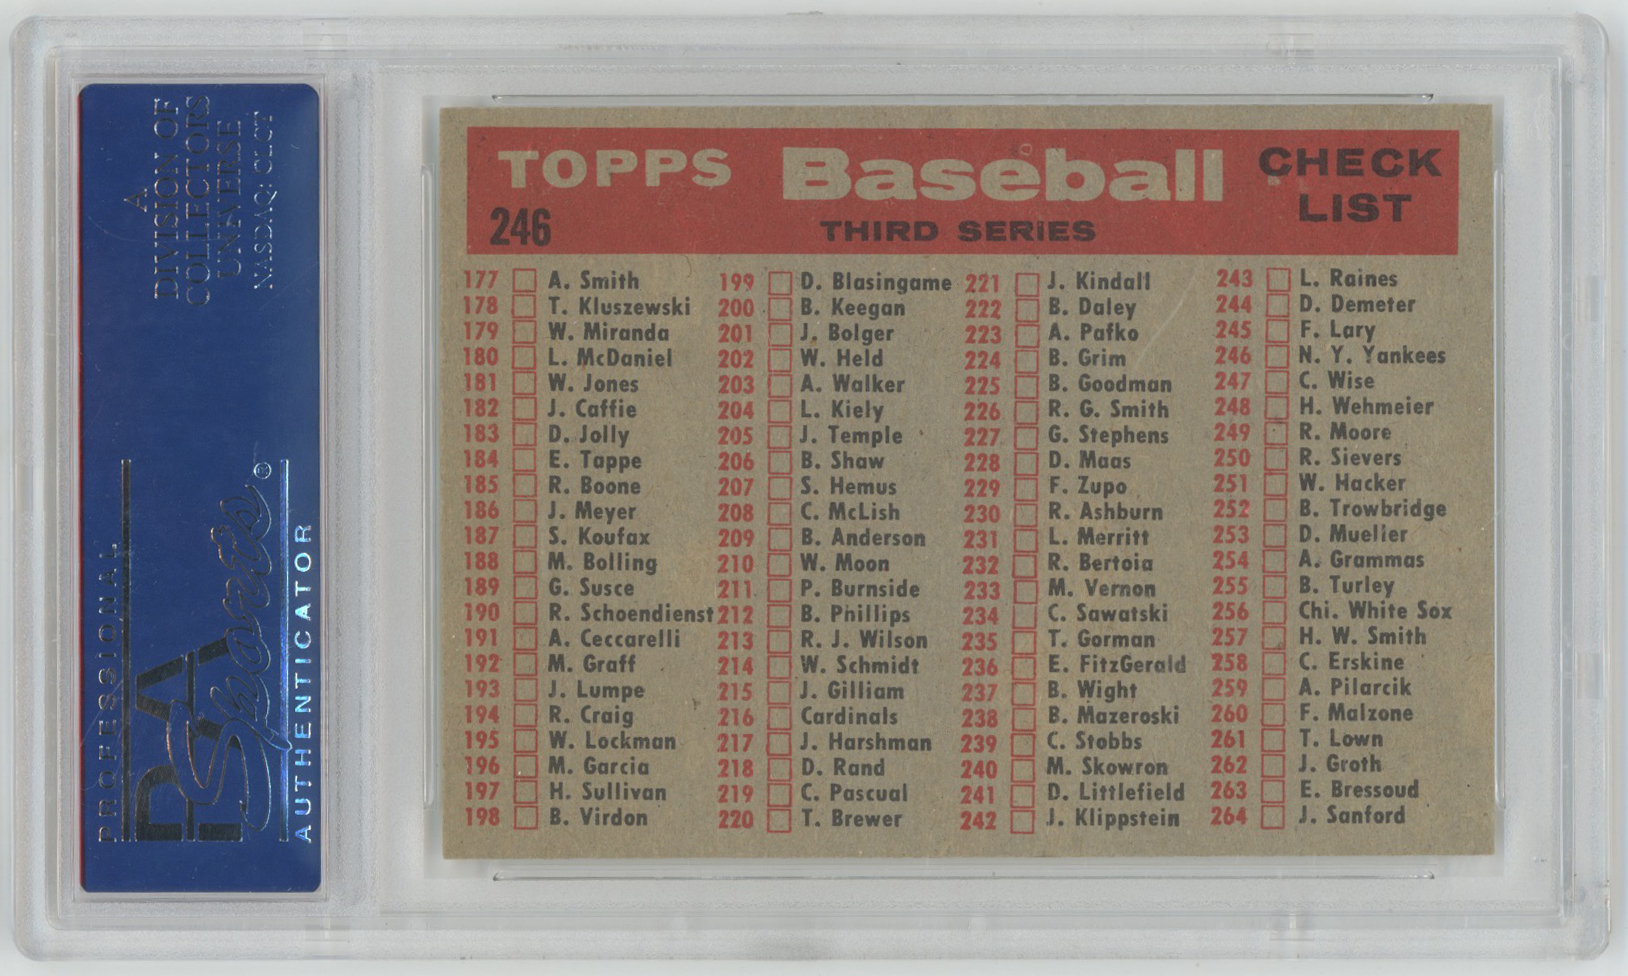 A
DIVISION OF
COLLECTORS
UNIVERSE
NASDAQ: CLCT
PROFESSIONAL
PSA
Sports®
AUTHENTICATOR
TOPPS Baseball CHECK
LIST
246 THIRD SERIES
177 A. Smith
178 T. Kluszewski
179 W. Miranda
180 L. McDaniel
181 W. Jones
182 J. Caffie
183 D. Jolly
184 E. Tappe
185 R. Boone
186 J. Meyer
187 S. Koufax
188 M. Bolling
189 G. Susce
190 R. Schoendienst
191 A. Ceccarelli
192 M. Graff
193 J. Lumpe
194 R. Craig
195 W. Lockman
196 M. Garcia
197 H. Sullivan
198 B. Virdon
199 D. Blasingame
200 B. Keegan
201 J. Bolger
202 W. Held
203 A. Walker
204 L. Kiely
205 J. Temple
206 B. Shaw
207 S. Hemus
208 C. McLish
209 B. Anderson
210 W. Moon
211 P. Burnside
212 B. Phillips
213 R. J. Wilson
214 W. Schmidt
215 J. Gilliam
216 Cardinals
217 J. Harshman
218 D. Rand
219 C. Pascual
220 T. Brewer
221 J. Kindall
222 B. Daley
223 A. Pafko
224 B. Grim
225 B. Goodman
226 R. G. Smith
227 G. Stephens
228 D. Maas
229 F. Zupo
230 R. Ashburn
231 L. Merritt
232 R. Bertoia
233 M. Vernon
234 C. Sawatski
235 T. Gorman
236 E. FitzGerald
237 B. Wight
238 B. Mazeroski
239 C. Stobbs
240 M. Skowron
241 D. Littlefield
242 J. Klippstein
243 L. Raines
244 D. Demeter
245 F. Lary
246 N. Y. Yankees
247 C. Wise
248 H. Wehmeier
249 R. Moore
250 R. Sievers
251 W. Hacker
252 B. Trowbridge
253 D. Muelier
254 A. Grammas
255 B. Turley
256 Chi. White Sox
257 H. W. Smith
258 C. Erskine
259 A. Pilarcik
260 F. Malzone
261 T. Lown
262 J. Groth
263 E. Bressoud
264 J. Sanford